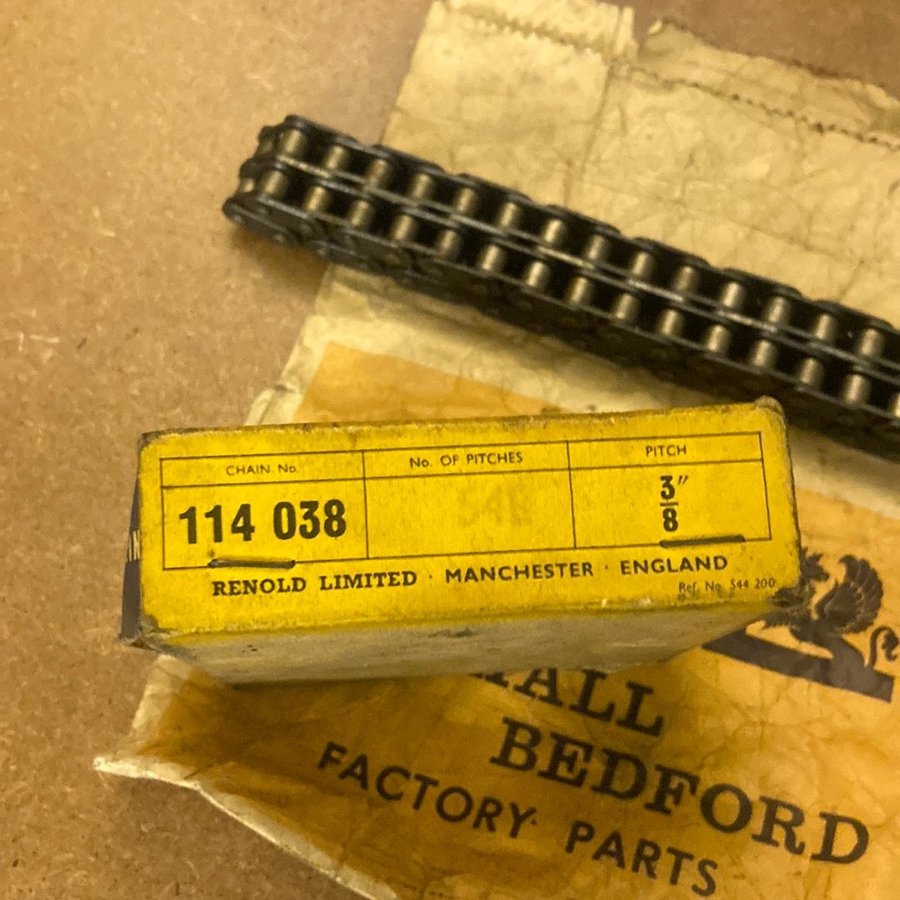 CHAIN No. No. OF PITCHES PITCH
114 038 3/8"
RENOLD LIMITED · MANCHESTER · ENGLAND
Ref. No. 544 200
HALL
BEDFORD
FACTORY PARTS